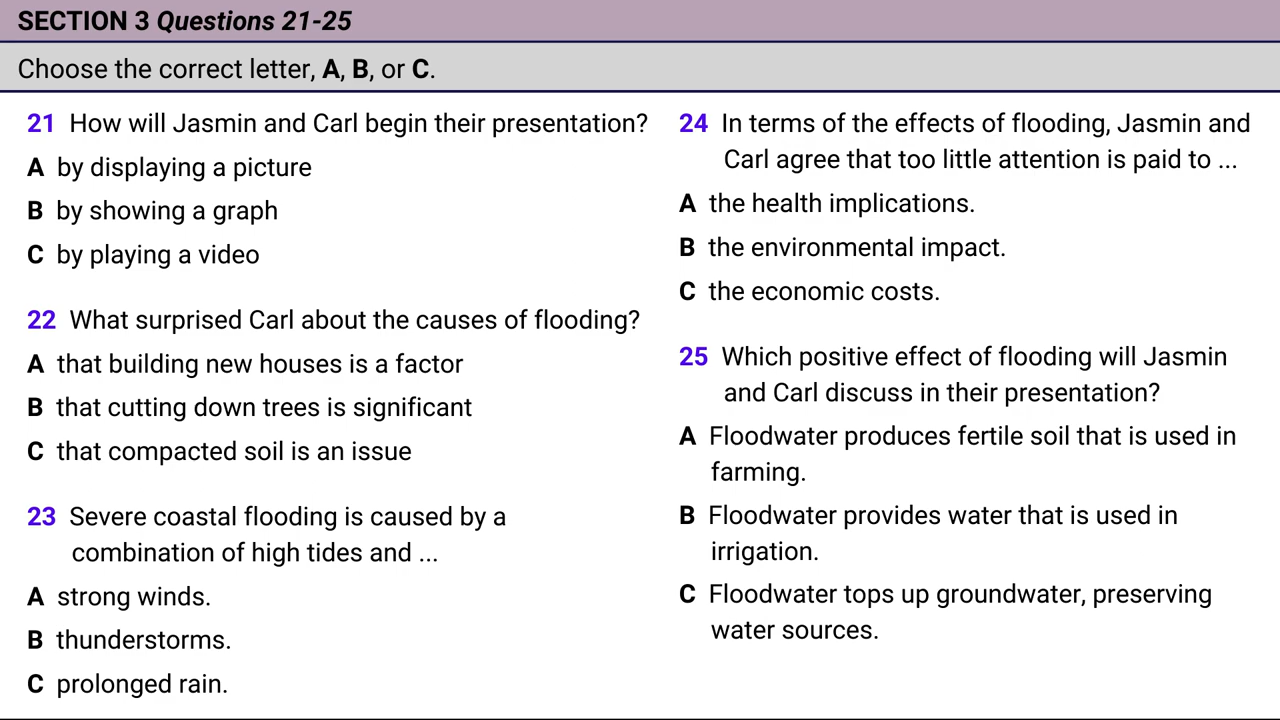 SECTION 3 Questions 21-25
Choose the correct letter, A, B, or C.
21 How will Jasmin and Carl begin their presentation?
A by displaying a picture
B by showing a graph
C by playing a video
22 What surprised Carl about the causes of flooding?
A that building new houses is a factor
B that cutting down trees is significant
C that compacted soil is an issue
23 Severe coastal flooding is caused by a
combination of high tides and ...
A strong winds.
B thunderstorms.
C prolonged rain.
24 In terms of the effects of flooding, Jasmin and
Carl agree that too little attention is paid to ...
A the health implications.
B the environmental impact.
C the economic costs.
25 Which positive effect of flooding will Jasmin
and Carl discuss in their presentation?
A Floodwater produces fertile soil that is used in
farming.
B Floodwater provides water that is used in
irrigation.
C Floodwater tops up groundwater, preserving
water sources.